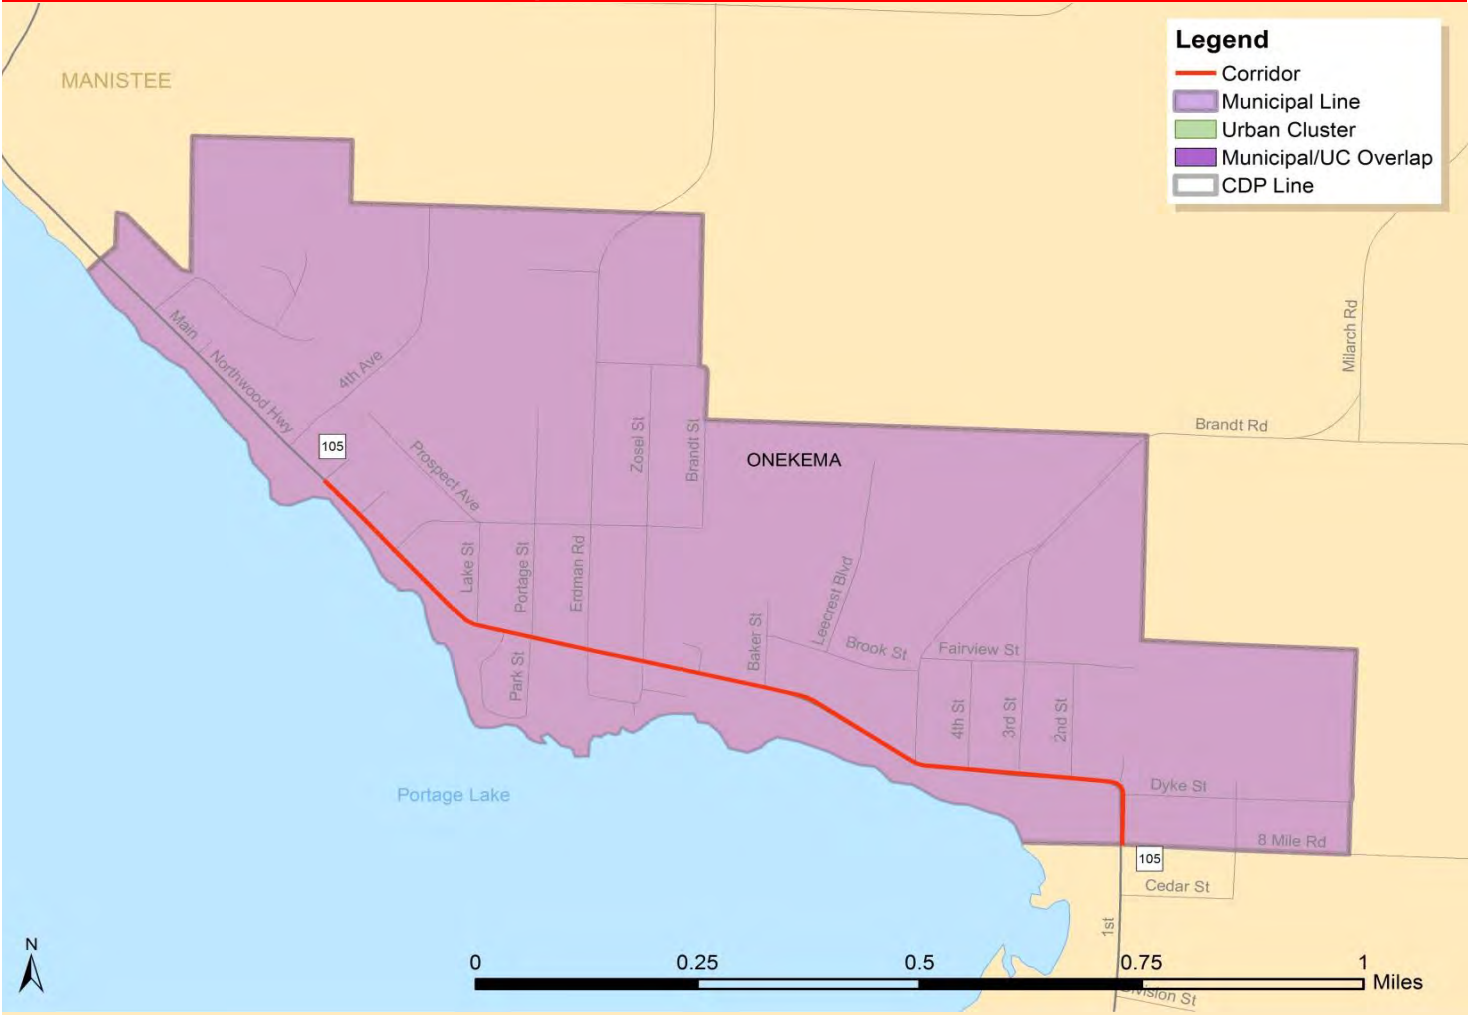 Legend
Corridor
Municipal Line
Urban Cluster
Municipal/UC Overlap
CDP Line
MANISTEE
Main
Northwood Hwy
4th Ave
105
Prospect Ave
Milarch Rd
Brandt Rd
Zosel St
Brandt St
ONEKEMA
Lake St
Portage St
Erdman Rd
Leecrest Blvd
Baker St
Brook St
Fairview St
Park St
4th St
3rd St
2nd St
Dyke St
Portage Lake
8 Mile Rd
105
Cedar St
1st
N
0
0.25
0.5
0.75
1
Miles
Division St